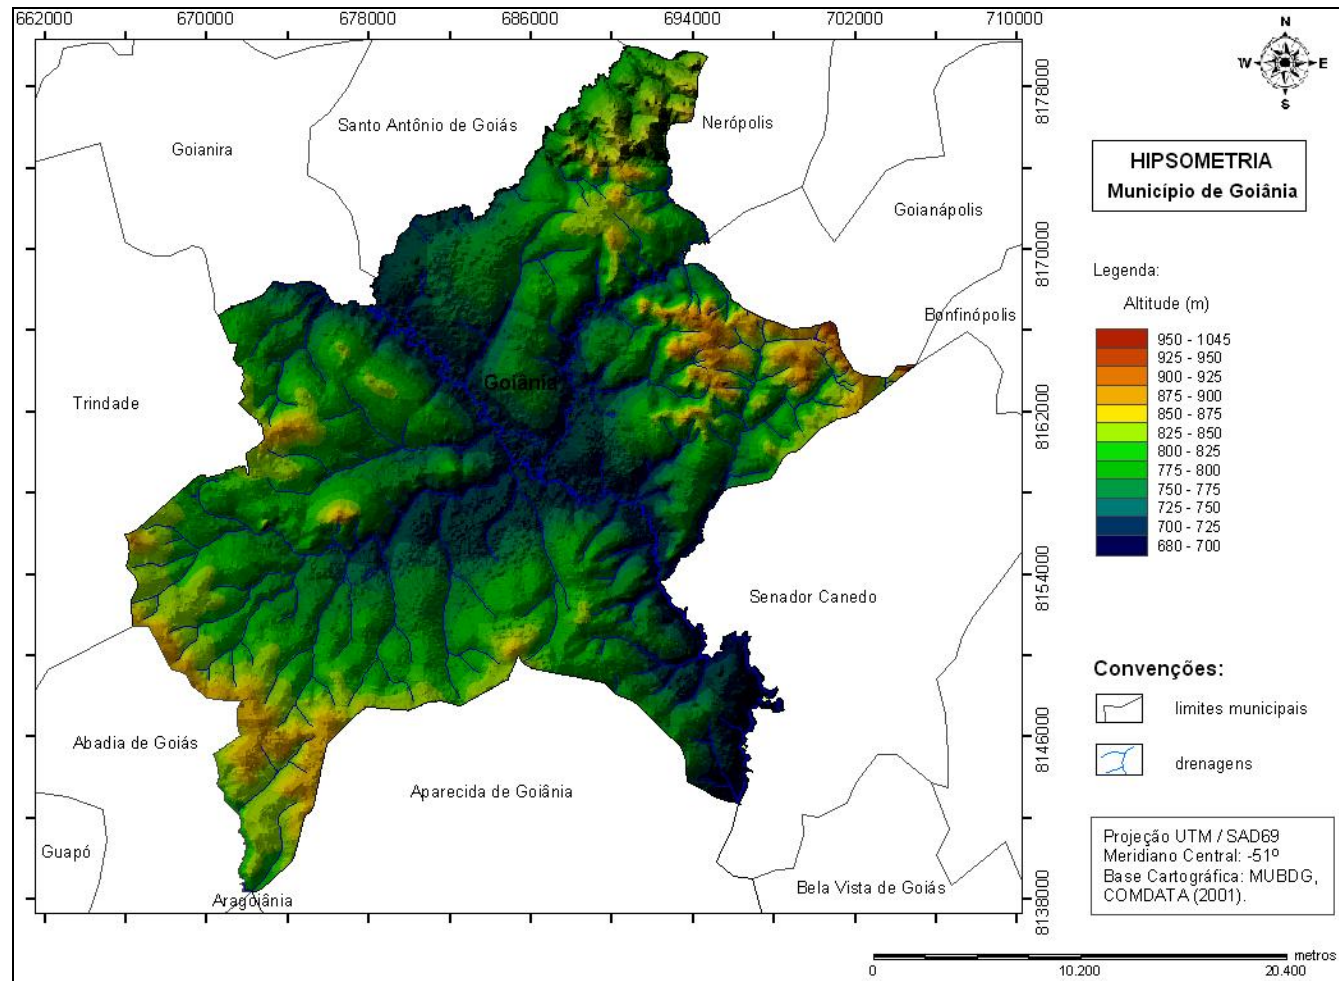 662000 670000 678000 686000 694000 702000 710000
N
W E
S
8178000
Nerópolis
Santo Antônio de Goiás
Goianira
HIPSOMETRIA
Município de Goiânia
Goianápolis
8170000
Legenda:
Altitude (m)
Bonfinópolis
950 - 1045
925 - 950
900 - 925
875 - 900
850 - 875
825 - 850
800 - 825
775 - 800
750 - 775
725 - 750
700 - 725
680 - 700
Goiânia
Trindade
8162000
8154000
Senador Canedo
Convenções:
limites municipais
drenagens
Abadia de Goiás
8146000
Aparecida de Goiânia
Guapó
Projeção UTM / SAD69
Meridiano Central: -51º
Base Cartográfica: MUBDG,
COMDATA (2001).
Bela Vista de Goiás
Aragoiânia
8138000
metros
0 10.200 20.400